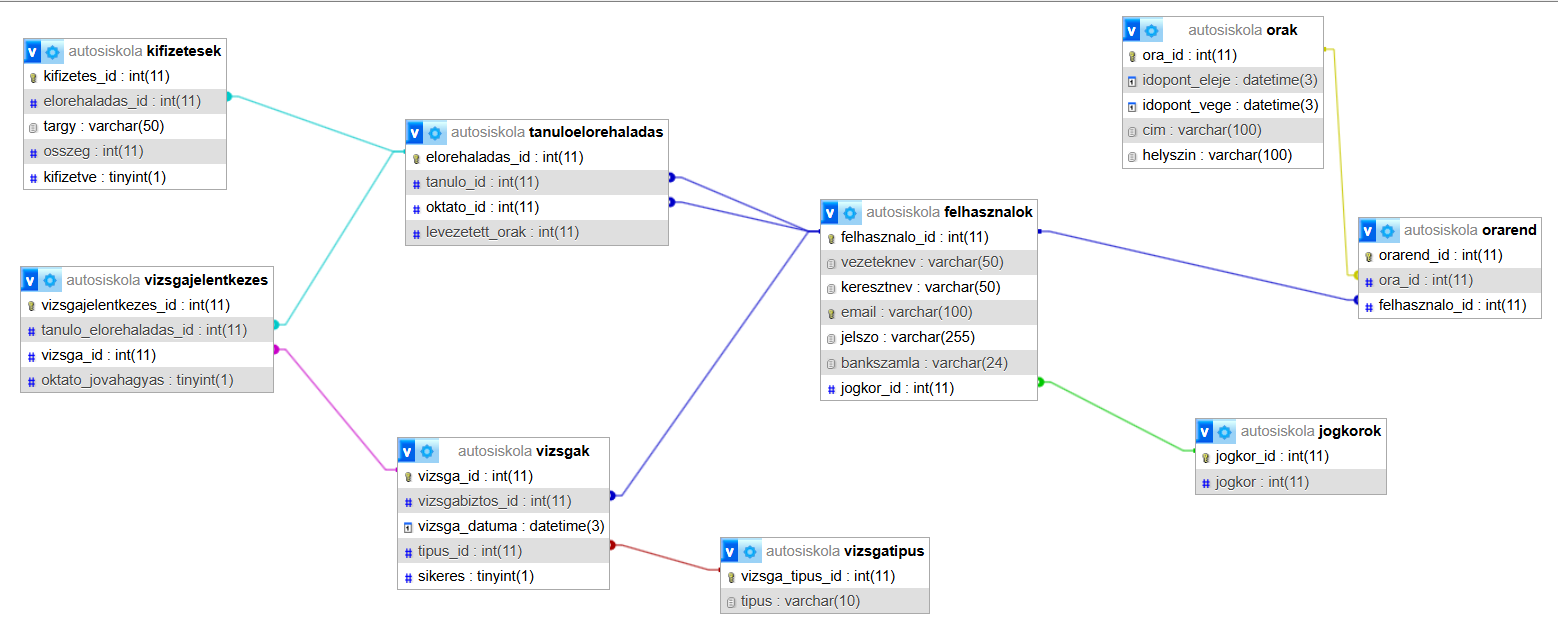 autosiskola kifizetesek
kifizetes_id : int(11)
elorehaladas_id : int(11)
targy : varchar(50)
osszeg : int(11)
kifizetve : tinyint(1)
autosiskola vizsgajelentkezes
vizsgajelentkezes_id : int(11)
tanulo_elorehaladas_id : int(11)
vizsga_id : int(11)
oktato_jovahagyas : tinyint(1)
autosiskola tanuloelorehaladas
elorehaladas_id : int(11)
tanulo_id : int(11)
oktato_id : int(11)
levezetett_orak : int(11)
autosiskola vizsgak
vizsga_id : int(11)
vizsgabiztos_id : int(11)
vizsga_datuma : datetime(3)
tipus_id : int(11)
sikeres : tinyint(1)
autosiskola vizsgatipus
vizsga_tipus_id : int(11)
tipus : varchar(10)
autosiskola felhasznalok
felhasznalo_id : int(11)
vezeteknev : varchar(50)
keresztnev : varchar(50)
email : varchar(100)
jelszo : varchar(255)
bankszamla : varchar(24)
jogkor_id : int(11)
autosiskola orak
ora_id : int(11)
idopont_eleje : datetime(3)
idopont_vege : datetime(3)
cim : varchar(100)
helyszin : varchar(100)
autosiskola orarend
orarend_id : int(11)
ora_id : int(11)
felhasznalo_id : int(11)
autosiskola jogkorok
jogkor_id : int(11)
jogkor : int(11)